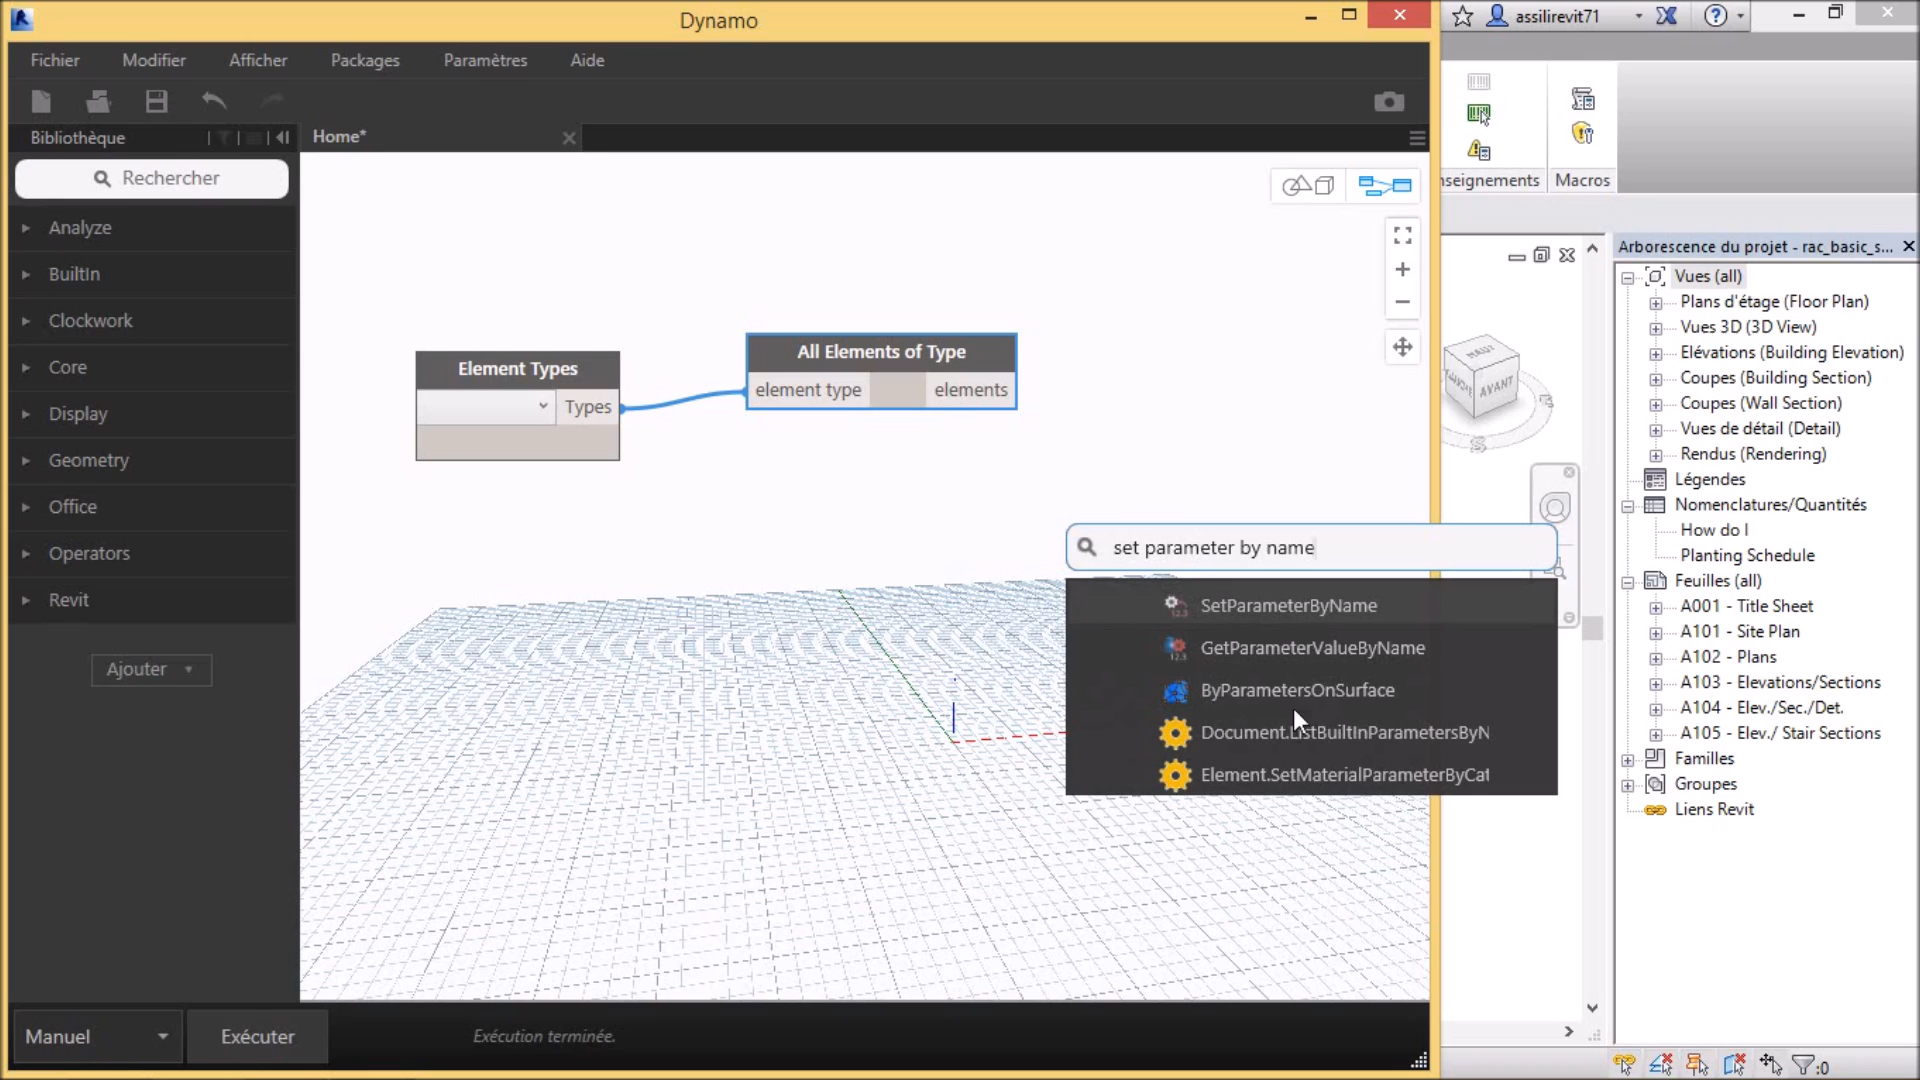 Dynamo
assilirevit71
Fichier
Modifier
Afficher
Packages
Paramètres
Aide
Bibliothèque
Home*
Rechercher
Analyze
BuiltIn
Clockwork
Core
Display
Geometry
Office
Operators
Revit
Ajouter
Element Types
Types
All Elements of Type
element type
elements
set parameter by name
SetParameterByName
GetParameterValueByName
ByParametersOnSurface
Element.SetMaterialParameterByCat
Manuel
Exécuter
Exécution terminée.
nseignements
Macros
HAUT
AVANT
S
Arborescence du projet - rac_basic_s...
Vues (all)
Plans d'étage (Floor Plan)
Vues 3D (3D View)
Elévations (Building Elevation)
Coupes (Building Section)
Coupes (Wall Section)
Vues de détail (Detail)
Rendus (Rendering)
Légendes
Nomenclatures/Quantités
How do I
Planting Schedule
Feuilles (all)
A001 - Title Sheet
A101 - Site Plan
A102 - Plans
A103 - Elevations/Sections
A104 - Elev./Sec./Det.
A105 - Elev./ Stair Sections
Familles
Groupes
Liens Revit
:0